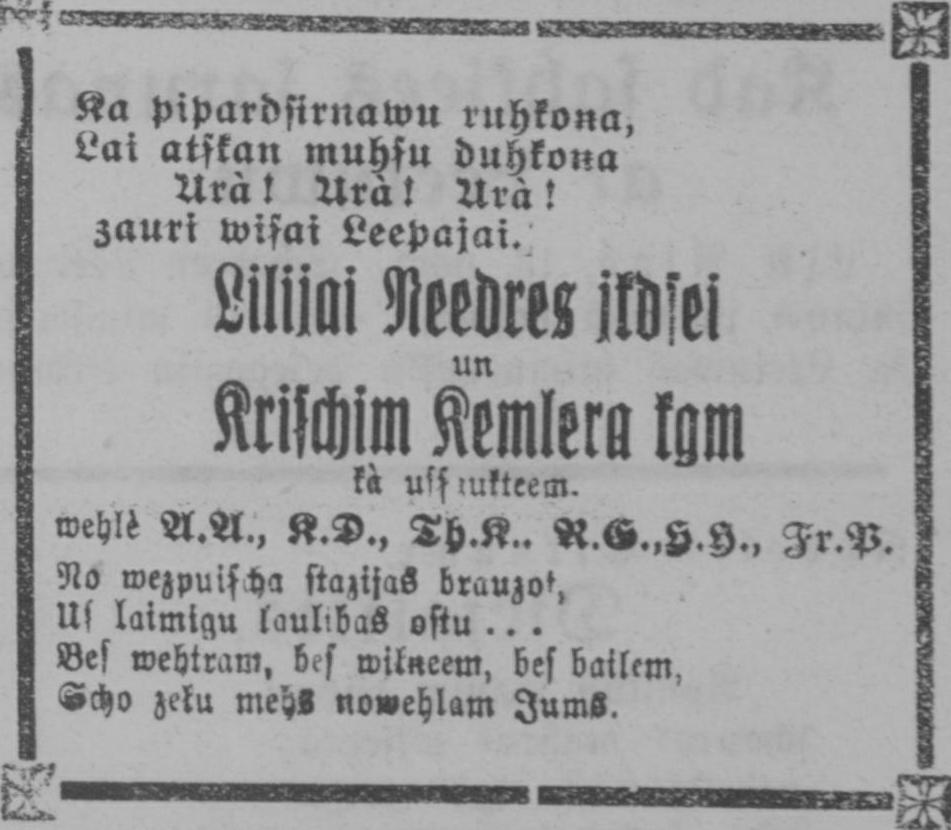 Ka pipardsirnawu ruhkona,
Lai atskan muhsu duhkona
Urà! Urà! Urà!
zauri wisai Leepajai.
Lilijai Needres jkdsei
un
Krischim Kemlera kgm
kà
wehlè A.A., K.D., Th.K.. R.G.,H.H., Fr.P.
No wezpuischa stazijas brauzot,
Us laimigu laulibas ostu ...
Bes wehtram, bes wilneem, bes bailem,
Scho zeku mehs nowehlam Jums.